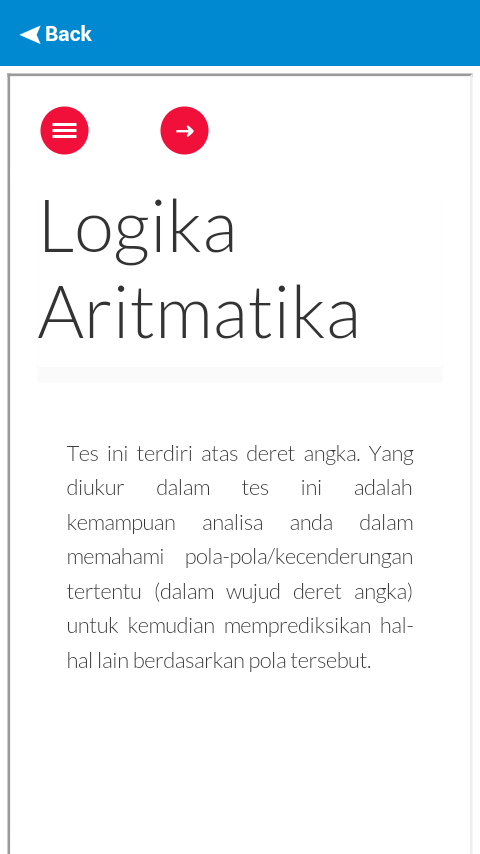 Back
Logika
Aritmatika
Tes ini terdiri atas deret angka. Yang
diukur dalam tes ini adalah
kemampuan analisa anda dalam
memahami pola-pola/kecenderungan
tertentu (dalam wujud deret angka)
untuk kemudian memprediksikan hal-
hal lain berdasarkan pola tersebut.